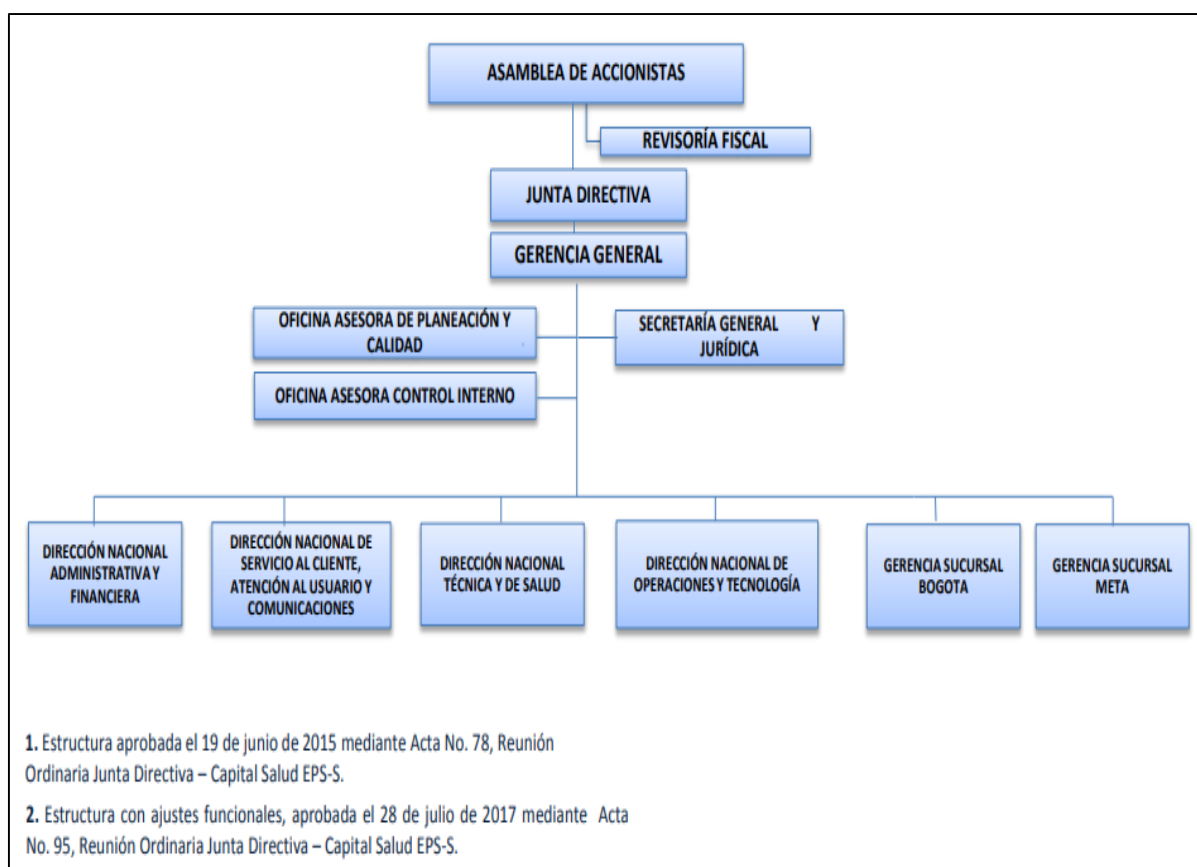 ASAMBLEA DE ACCIONISTAS
REVISORÍA FISCAL
JUNTA DIRECTIVA
GERENCIA GENERAL
OFICINA ASESORA DE PLANEACIÓN Y
CALIDAD
SECRETARÍA GENERAL Y
JURÍDICA
OFICINA ASESORA CONTROL INTERNO
DIRECCIÓN NACIONAL
ADMINISTRATIVA Y
FINANCIERA
DIRECCIÓN NACIONAL DE
SERVICIO AL CLIENTE,
ATENCIÓN AL USUARIO Y
COMUNICACIONES
DIRECCIÓN NACIONAL
TÉCNICA Y DE SALUD
DIRECCIÓN NACIONAL DE
OPERACIONES Y TECNOLOGÍA
GERENCIA SUCURSAL
BOGOTA
GERENCIA SUCURSAL
META
1. Estructura aprobada el 19 de junio de 2015 mediante Acta No. 78, Reunión
Ordinaria Junta Directiva – Capital Salud EPS-S.
2. Estructura con ajustes funcionales, aprobada el 28 de julio de 2017 mediante Acta
No. 95, Reunión Ordinaria Junta Directiva – Capital Salud EPS-S.